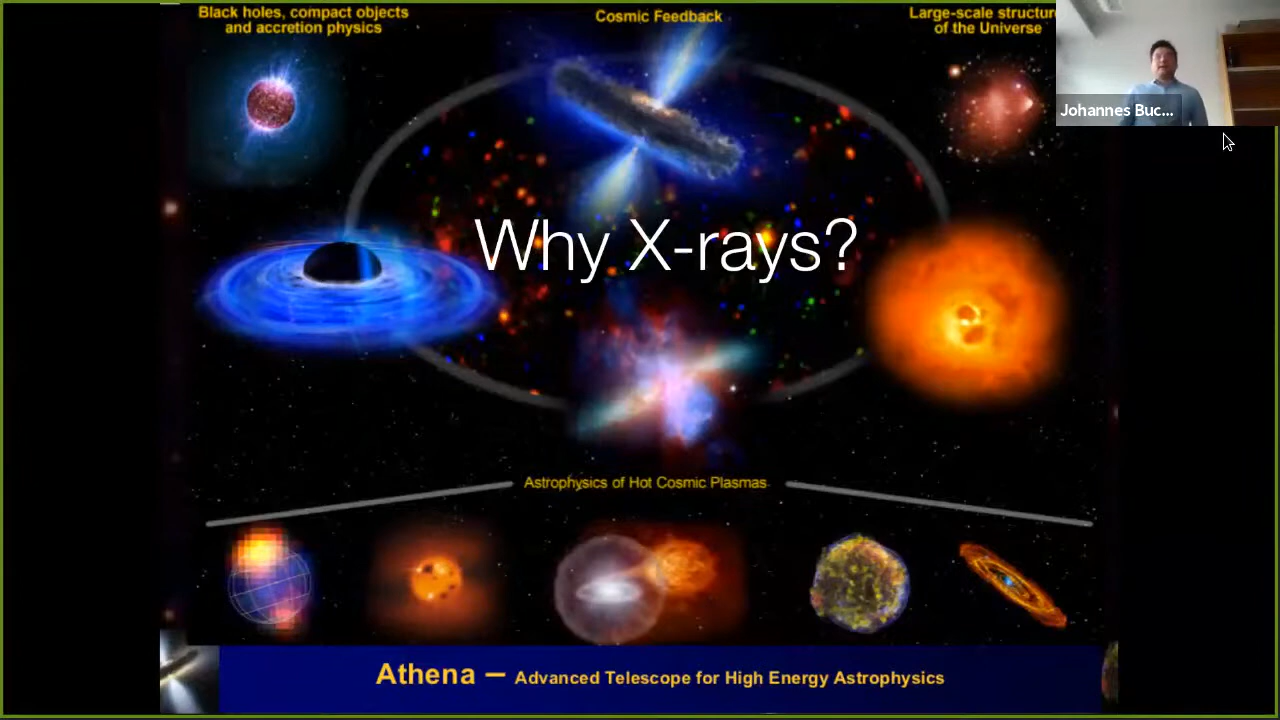 Black holes, compact objects
and accretion physics
Cosmic Feedback
Large-scale structure
of the Universe
Johannes Buc...
Why X-rays?
Astrophysics of Hot Cosmic Plasmas
Athena – Advanced Telescope for High Energy Astrophysics